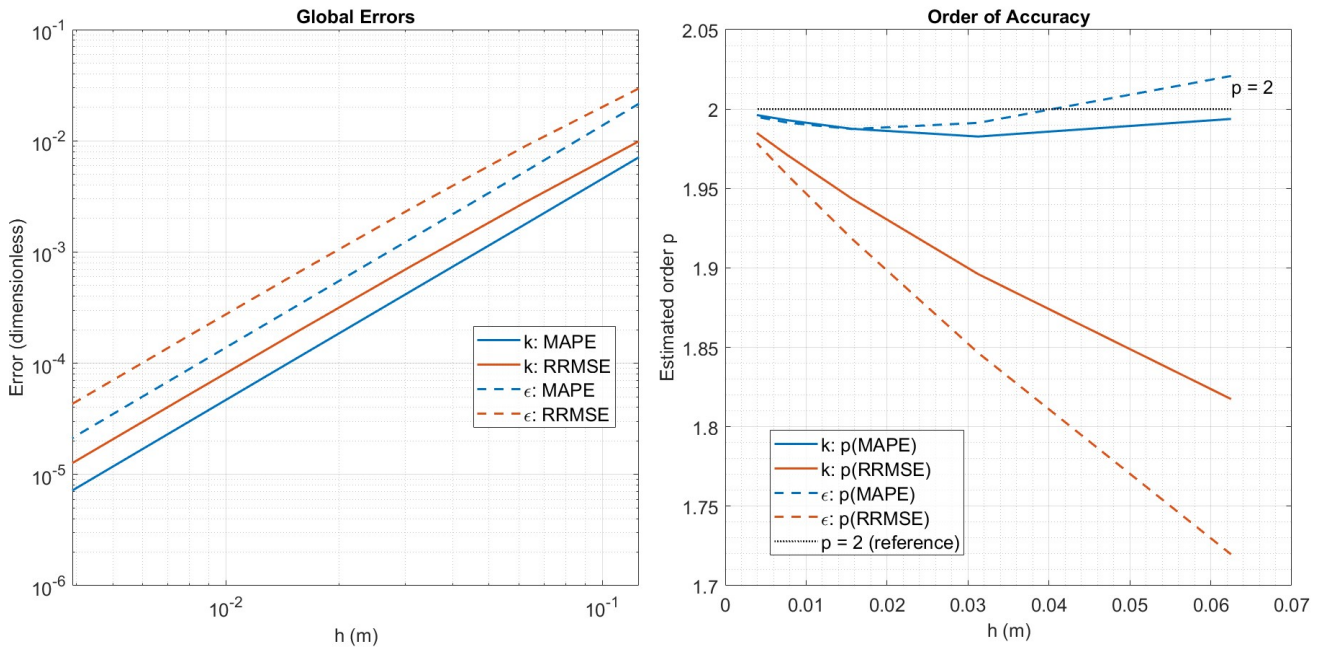 Global Errors
Error (dimensionless)
10-1
10-2
10-3
10-4
10-5
10-6
10-2
10-1
h (m)
k: MAPE
k: RRMSE
ϵ: MAPE
ϵ: RRMSE
Order of Accuracy
Estimated order p
2.05
2
1.95
1.9
1.85
1.8
1.75
1.7
p = 2
k: p(MAPE)
k: p(RRMSE)
ϵ: p(MAPE)
ϵ: p(RRMSE)
p = 2 (reference)
0 0.01 0.02 0.03 0.04 0.05 0.06 0.07
h (m)